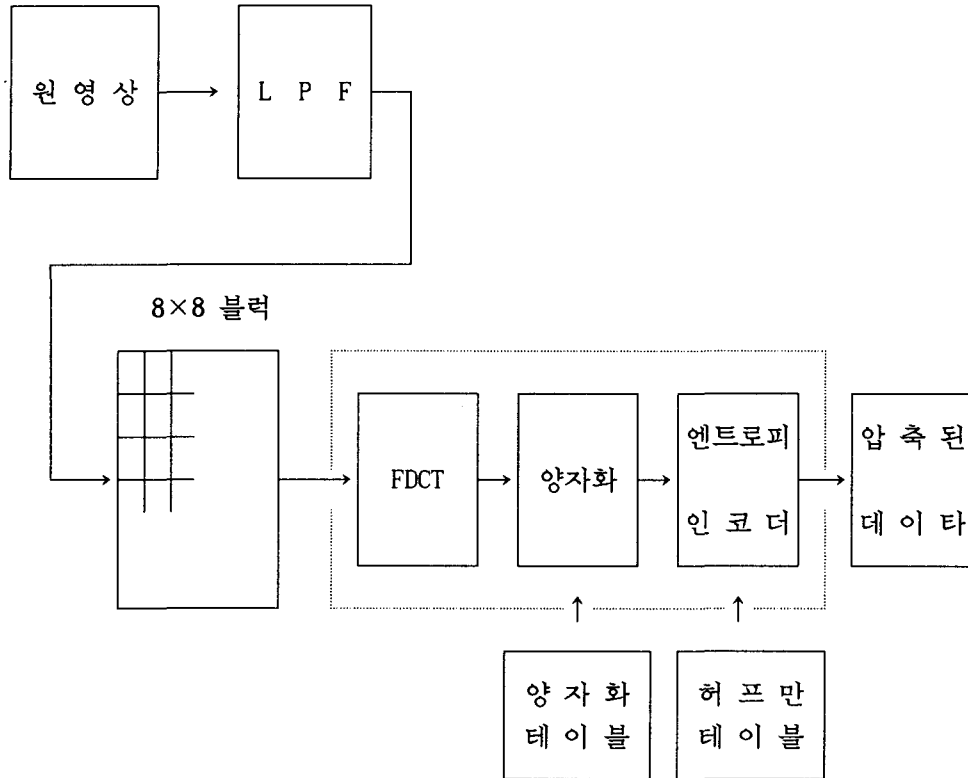 원 영 상
L P F
8×8 블럭
FDCT
양자화
엔트로피
인 코 더
압 축 된
데 이 타
양 자 화
테 이 블
허 프 만
테 이 블